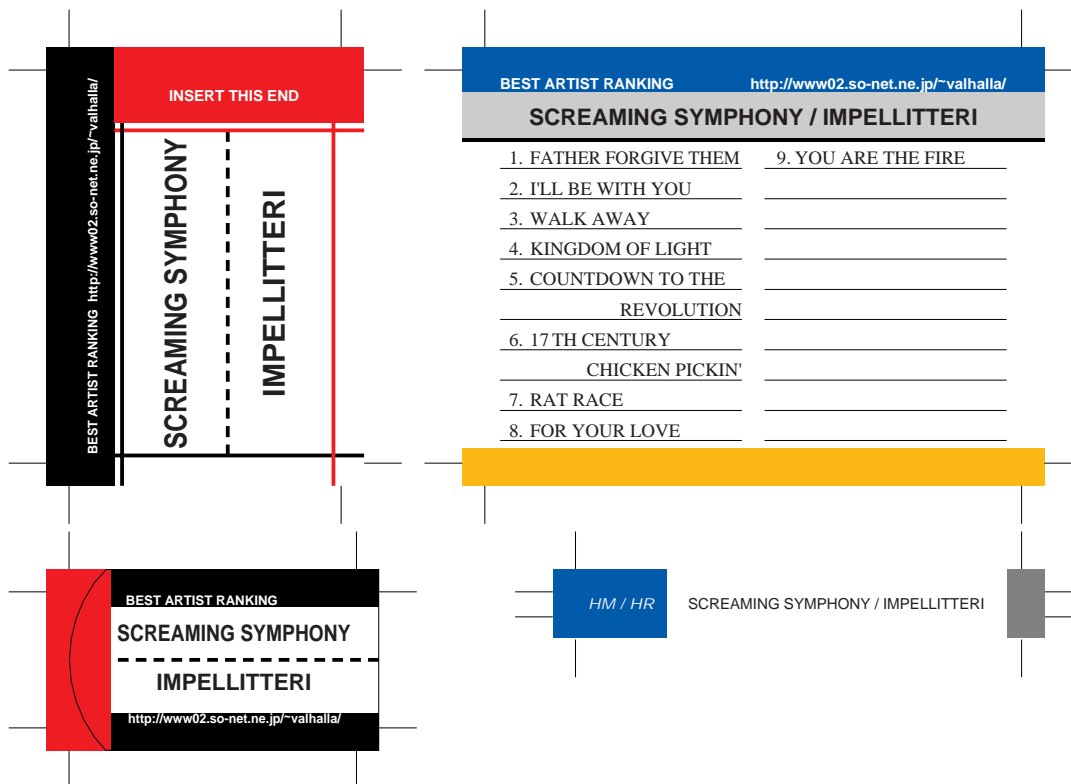 INSERT THIS END
BEST ARTIST RANKING http://www02.so-net.ne.jp/~valhalla/
SCREAMING SYMPHONY
IMPELLITTERI
BEST ARTIST RANKING http://www02.so-net.ne.jp/~valhalla/
SCREAMING SYMPHONY / IMPELLITTERI
1. FATHER FORGIVE THEM
2. I'LL BE WITH YOU
3. WALK AWAY
4. KINGDOM OF LIGHT
5. COUNTDOWN TO THE
REVOLUTION
6. 17 TH CENTURY
CHICKEN PICKIN'
7. RAT RACE
8. FOR YOUR LOVE
9. YOU ARE THE FIRE
BEST ARTIST RANKING
SCREAMING SYMPHONY
IMPELLITTERI
http://www02.so-net.ne.jp/~valhalla/
HM / HR
SCREAMING SYMPHONY / IMPELLITTERI